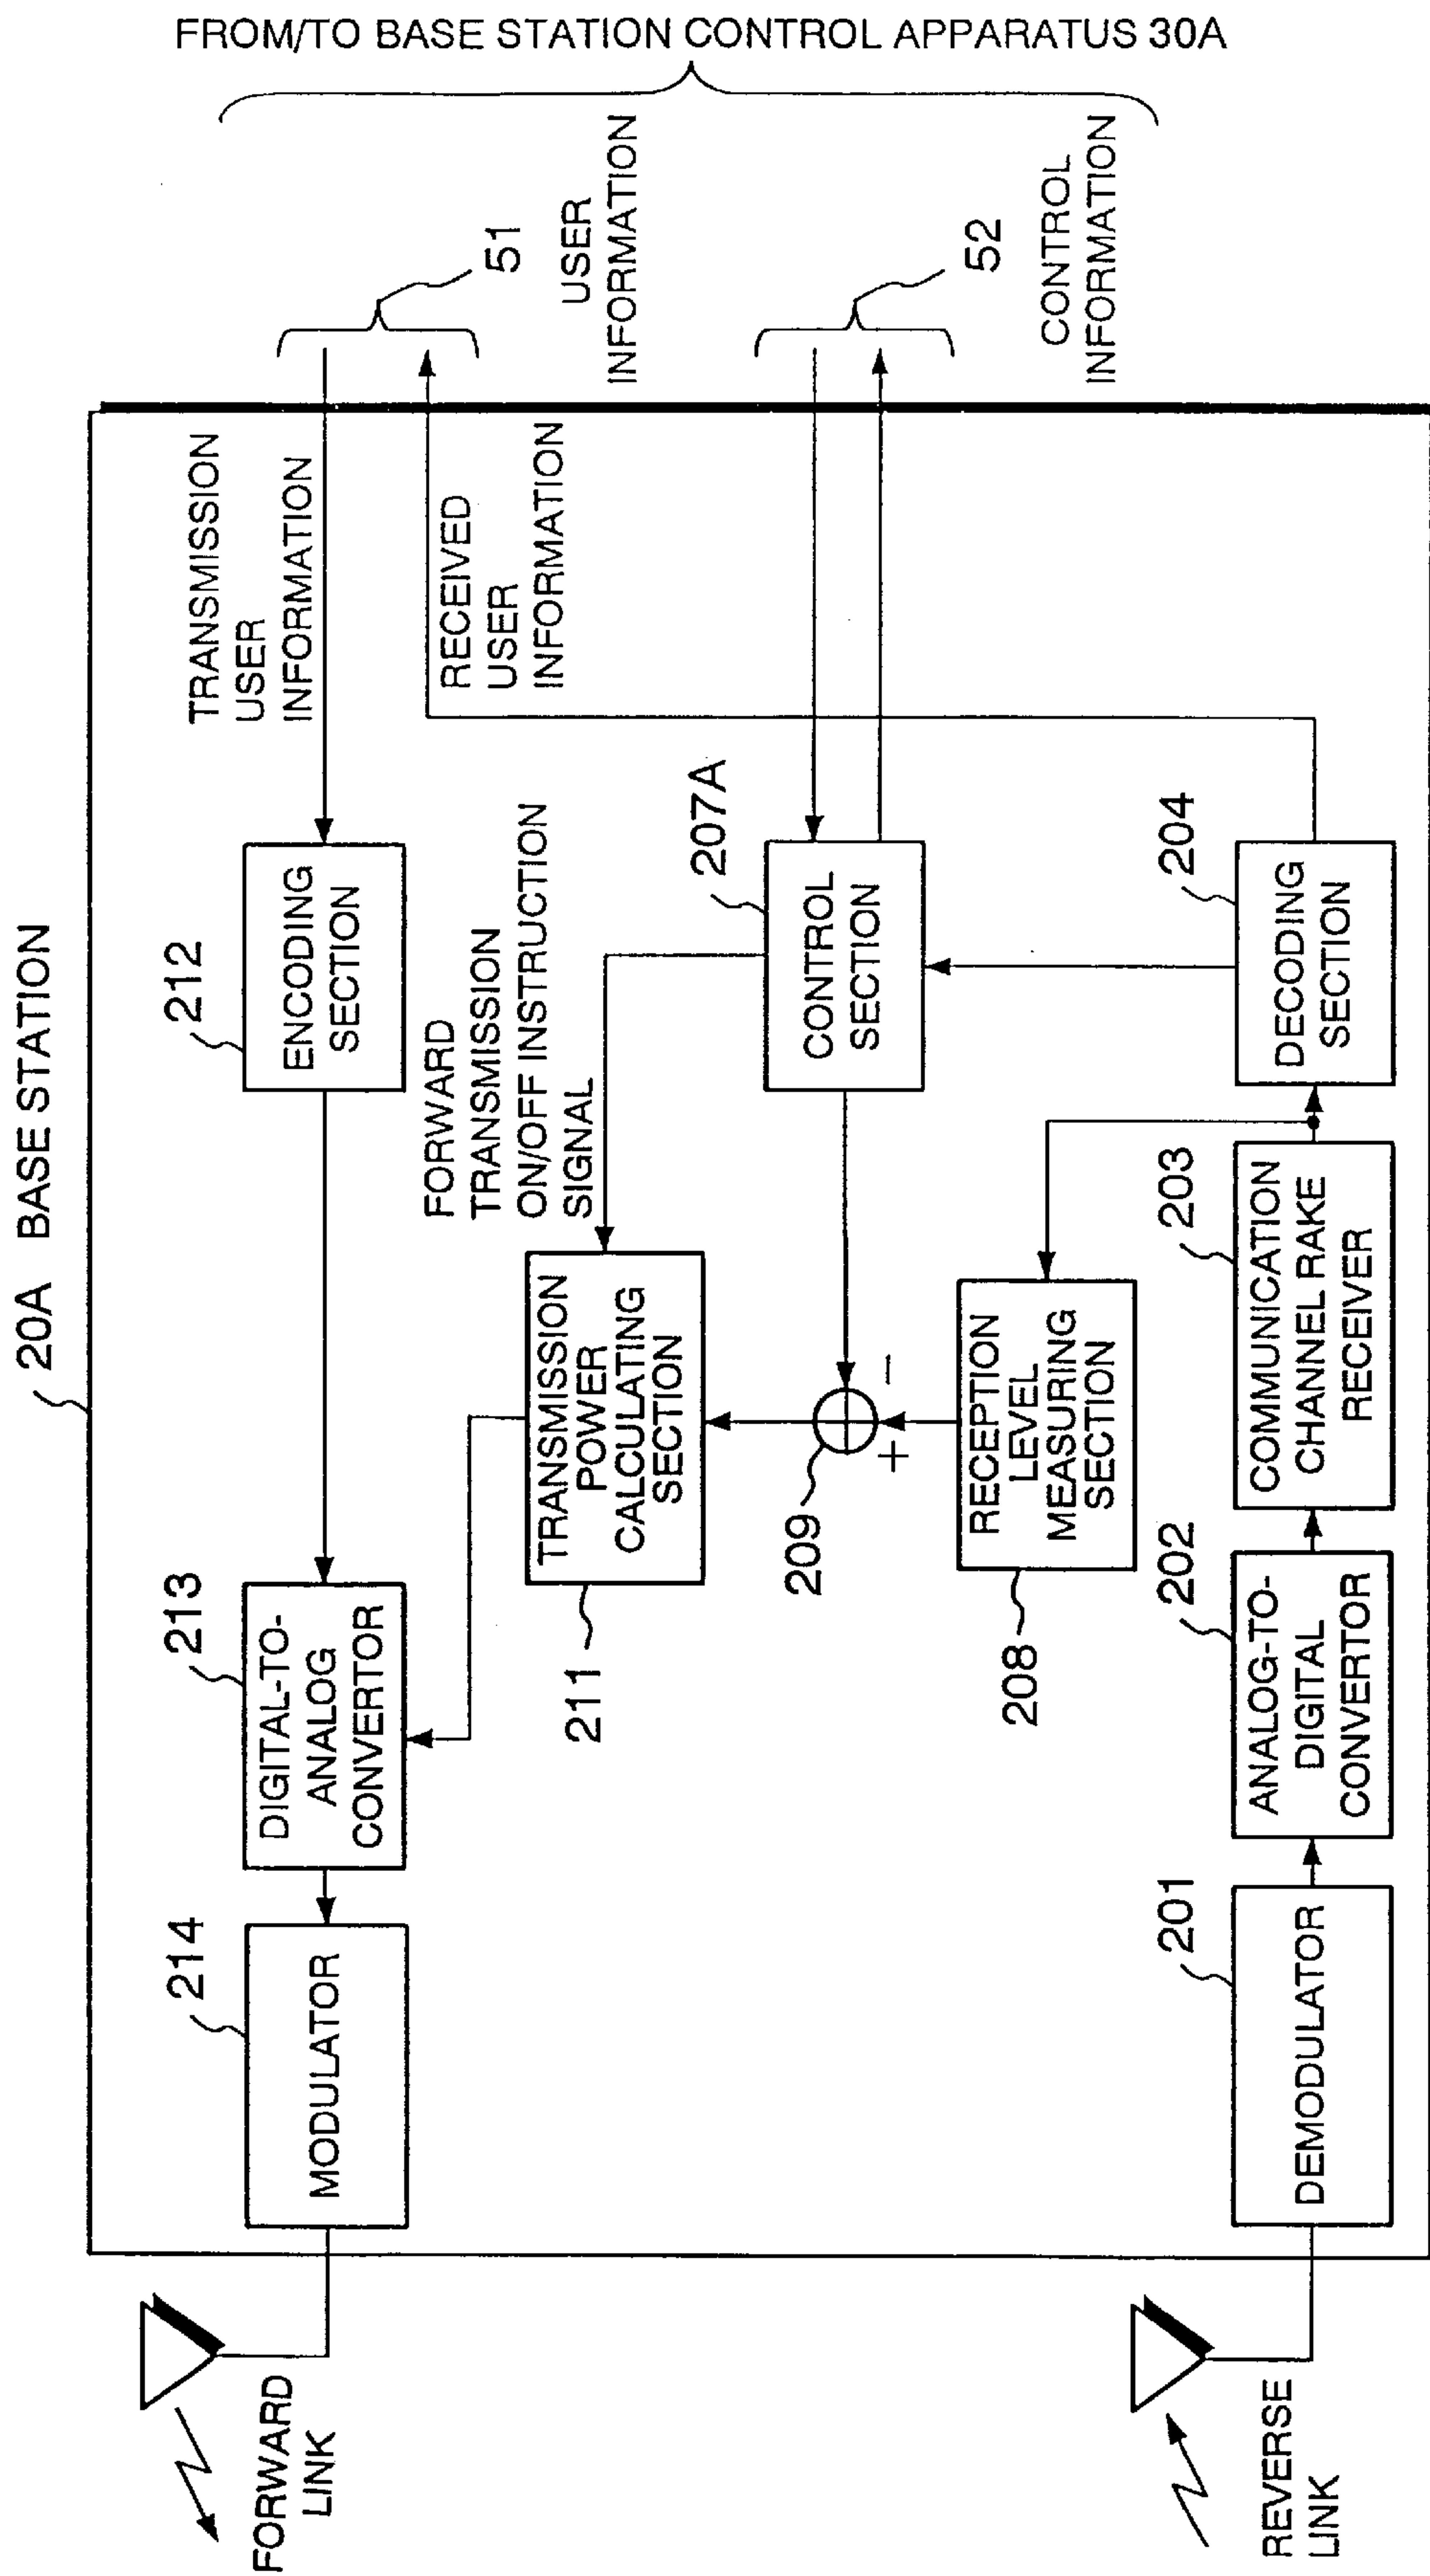 20A BASE STATION
FORWARD
LINK
214
MODULATOR
213
DIGITAL-TO-
ANALOG
CONVERTOR
212
ENCODING
SECTION
TRANSMISSION
USER
INFORMATION
RECEIVED
USER
INFORMATION
51
USER
INFORMATION
FROM/TO BASE STATION CONTROL APPARATUS 30A
FORWARD
TRANSMISSION
ON/OFF INSTRUCTION
SIGNAL
TRANSMISSION
POWER
CALCULATING
SECTION
211
207A
CONTROL
SECTION
52
CONTROL
INFORMATION
209
+
−
RECEPTION
LEVEL
MEASURING
SECTION
208
REVERSE
LINK
201
DEMODULATOR
202
ANALOG-TO-
DIGITAL
CONVERTOR
203
COMMUNICATION
CHANNEL RAKE
RECEIVER
204
DECODING
SECTION